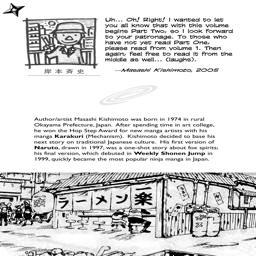 Uh... Oh! Right! I wanted to let
you all know that with this volume
begins Part Two; so I look forward
to your patronage. To those who
have not yet read Part One,
please read from volume 1. Then
again, feel free to read it from the
middle as well... (laughs).
—Masashi Kishimoto, 2005
岸本斉史
Author/artist Masashi Kishimoto was born in 1974 in rural
Okayama Prefecture, Japan. After spending time in art college,
he won the Hop Step Award for new manga artists with his
manga Karakuri (Mechanism). Kishimoto decided to base his
next story on traditional Japanese culture. His first version of
Naruto, drawn in 1997, was a one-shot story about fox spirits;
his final version, which debuted in Weekly Shonen Jump in
1999, quickly became the most popular ninja manga in Japan.
ラーメン
楽